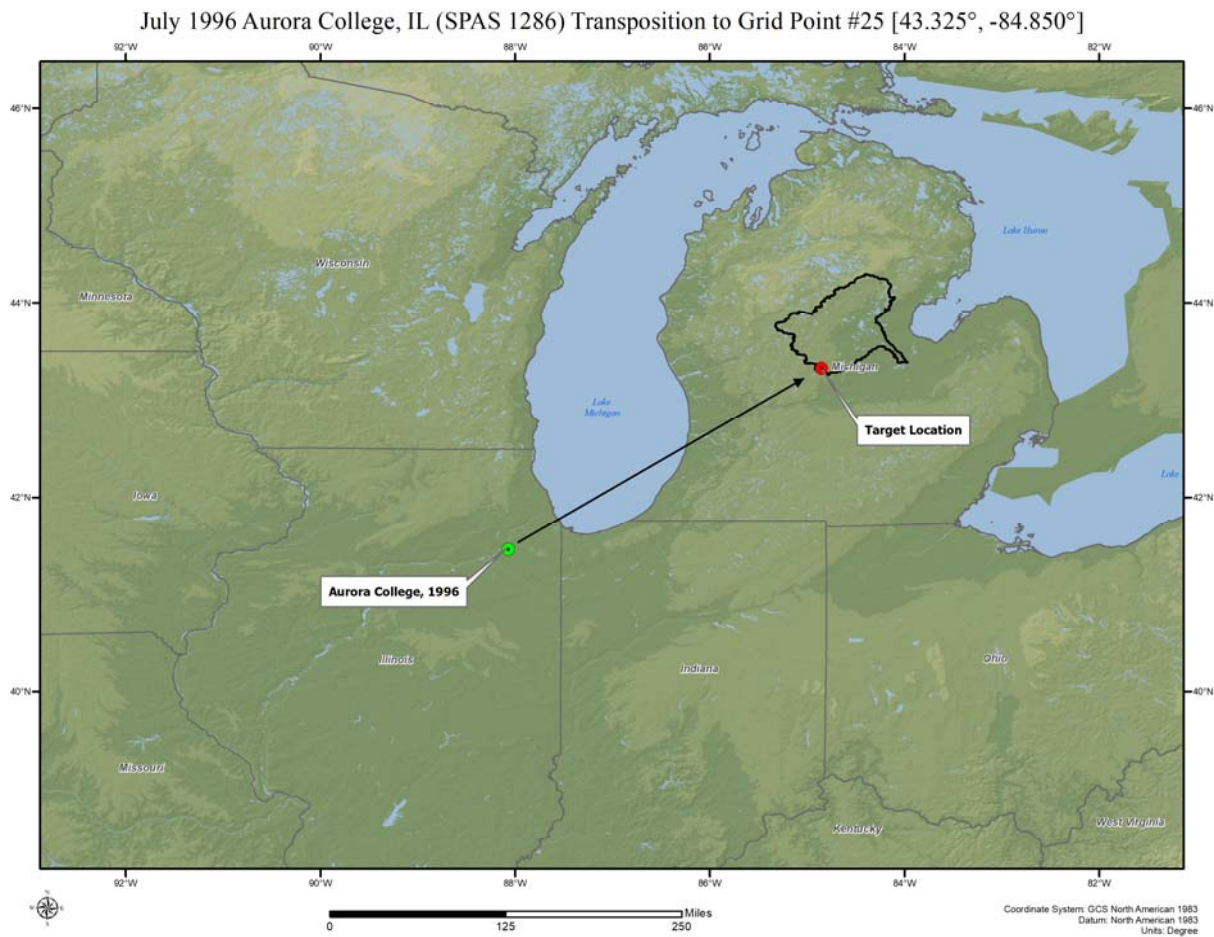 July 1996 Aurora College, IL (SPAS 1286) Transposition to Grid Point #25 [43.325°, -84.850°]
92°W 90°W 88°W 86°W 84°W 82°W
46°N 46°N
Lake Huron
Wisconsin
Minnesota
44°N 44°N
Michigan
Lake
Michigan
Target Location
Lake
42°N 42°N
Iowa
Aurora College, 1996
Illinois
Indiana
Ohio
40°N 40°N
Missouri
West Virginia
Kentucky
92°W 90°W 88°W 86°W 84°W 82°W
Miles
0 125 250
Coordinate System: GCS North American 1983
Datum: North American 1983
Units: Degree